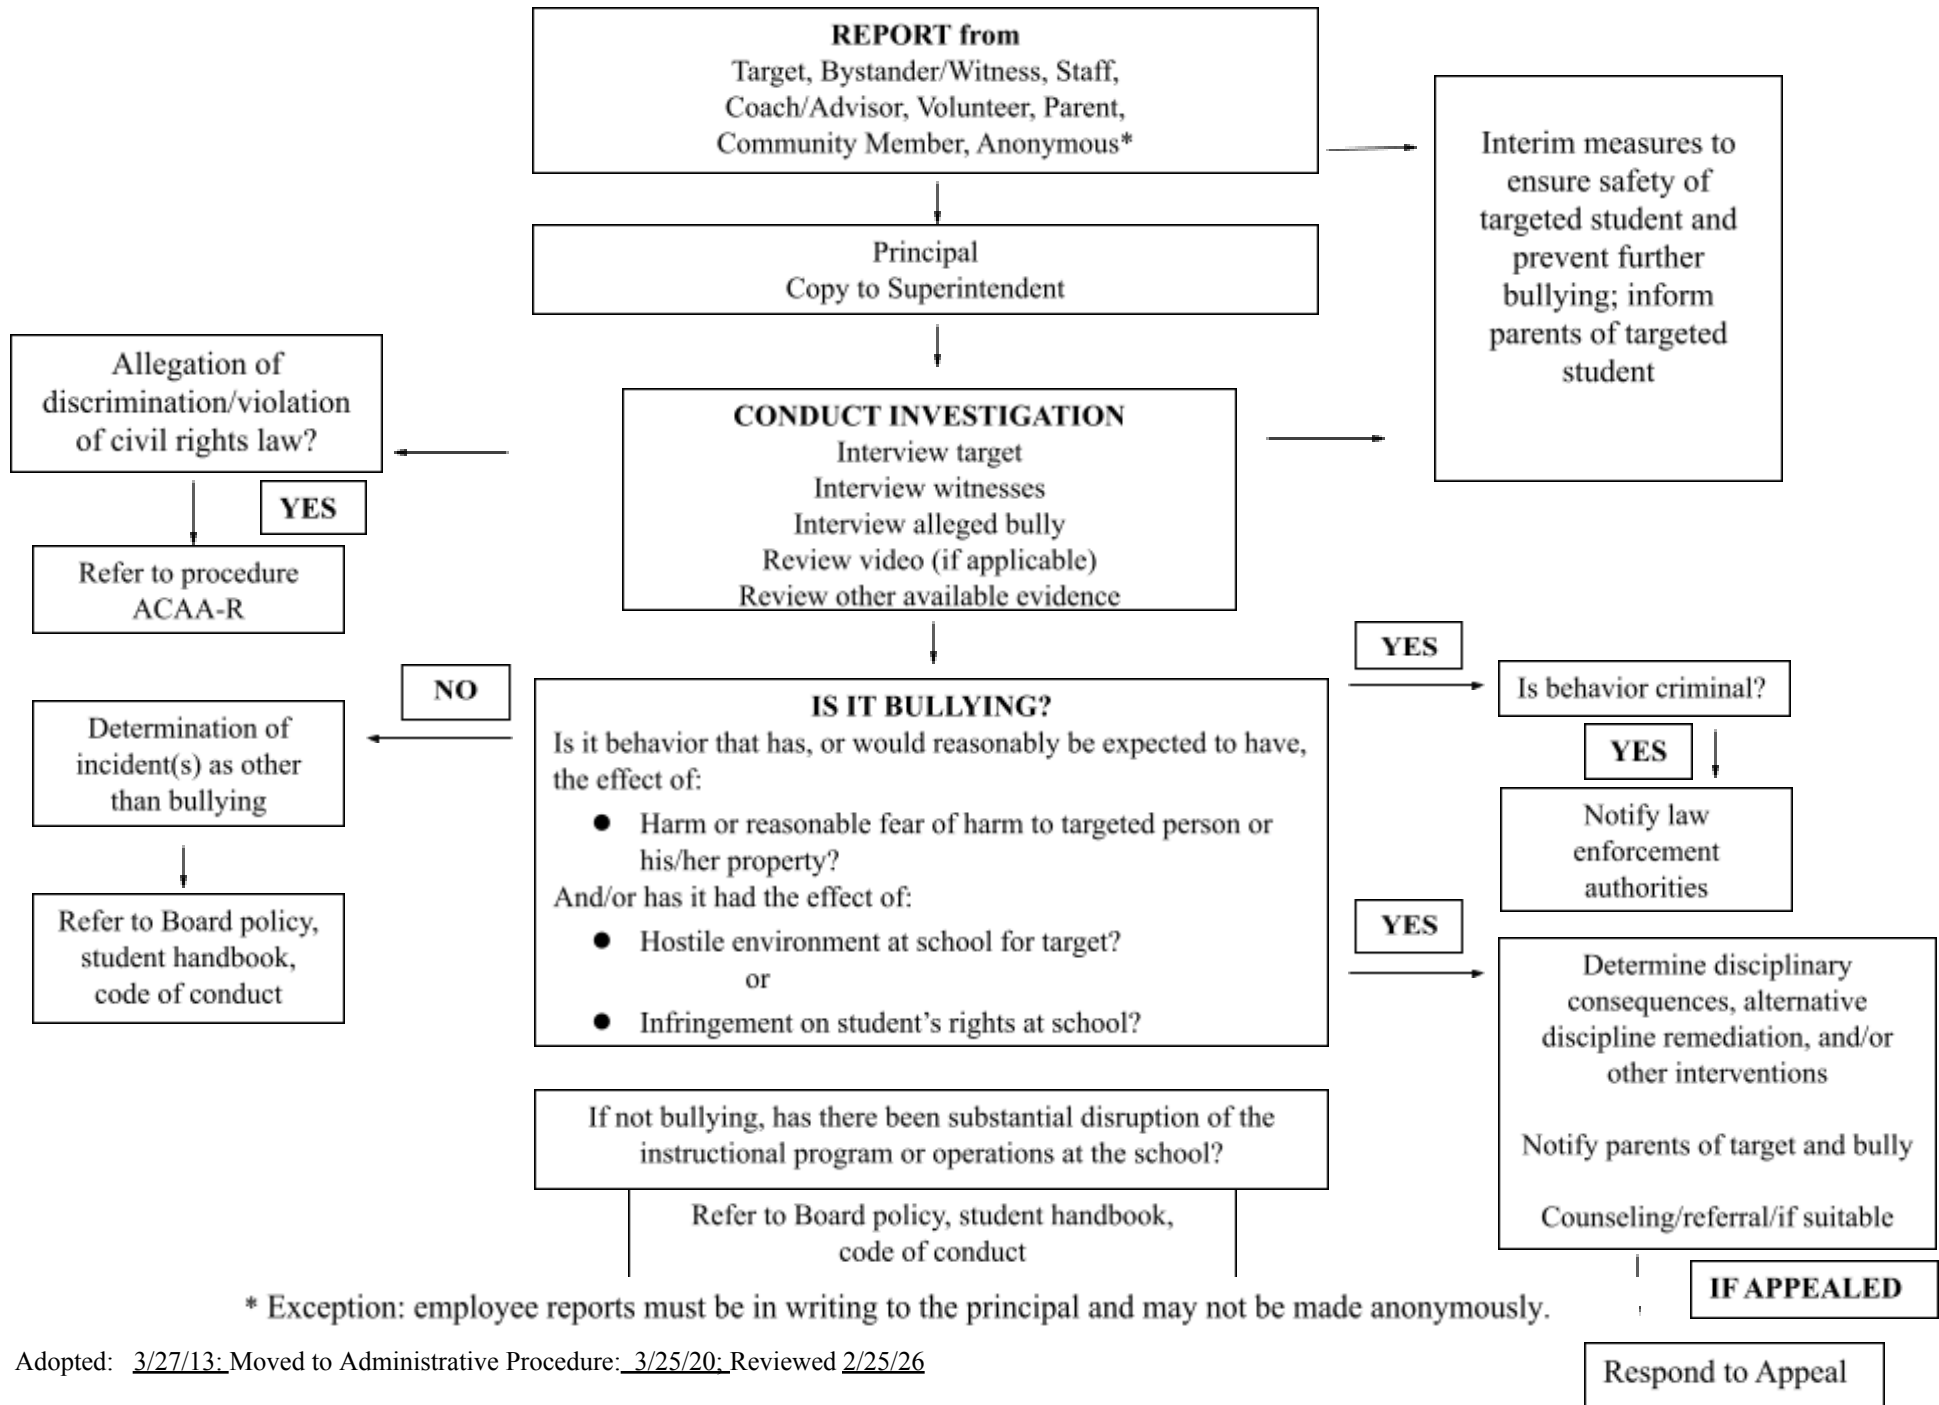 REPORT from
Target, Bystander/Witness, Staff,
Coach/Advisor, Volunteer, Parent,
Community Member, Anonymous*
Interim measures to
ensure safety of
targeted student and
prevent further
bullying; inform
parents of targeted
student
Principal
Copy to Superintendent
Allegation of
discrimination/violation
of civil rights law?
YES
Refer to procedure
ACAA-R
CONDUCT INVESTIGATION
Interview target
Interview witnesses
Interview alleged bully
Review video (if applicable)
Review other available evidence
NO
Determination of
incident(s) as other
than bullying
Refer to Board policy,
student handbook,
code of conduct
IS IT BULLYING?
Is it behavior that has, or would reasonably be expected to have,
the effect of:
● Harm or reasonable fear of harm to targeted person or
his/her property?
And/or has it had the effect of:
● Hostile environment at school for target?
or
● Infringement on student’s rights at school?
YES
Is behavior criminal?
YES
Notify law
enforcement
authorities
YES
Determine disciplinary
consequences, alternative
discipline remediation, and/or
other interventions
Notify parents of target and bully
Counseling/referral/if suitable
If not bullying, has there been substantial disruption of the
instructional program or operations at the school?
Refer to Board policy, student handbook,
code of conduct
IF APPEALED
* Exception: employee reports must be in writing to the principal and may not be made anonymously.
Adopted: 3/27/13: Moved to Administrative Procedure: 3/25/20; Reviewed 2/25/26
Respond to Appeal